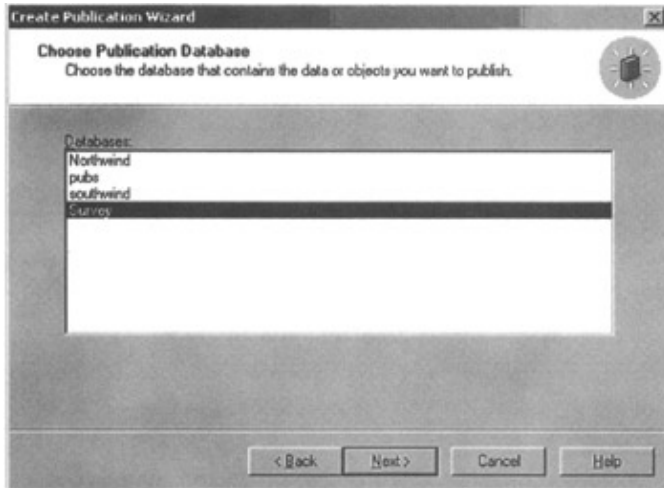 Create Publication Wizard
Choose Publication Database
Choose the database that contains the data or objects you want to publish.
Databases:
Northwind
pubs
southwind
Survey
< Back
Next >
Cancel
Help